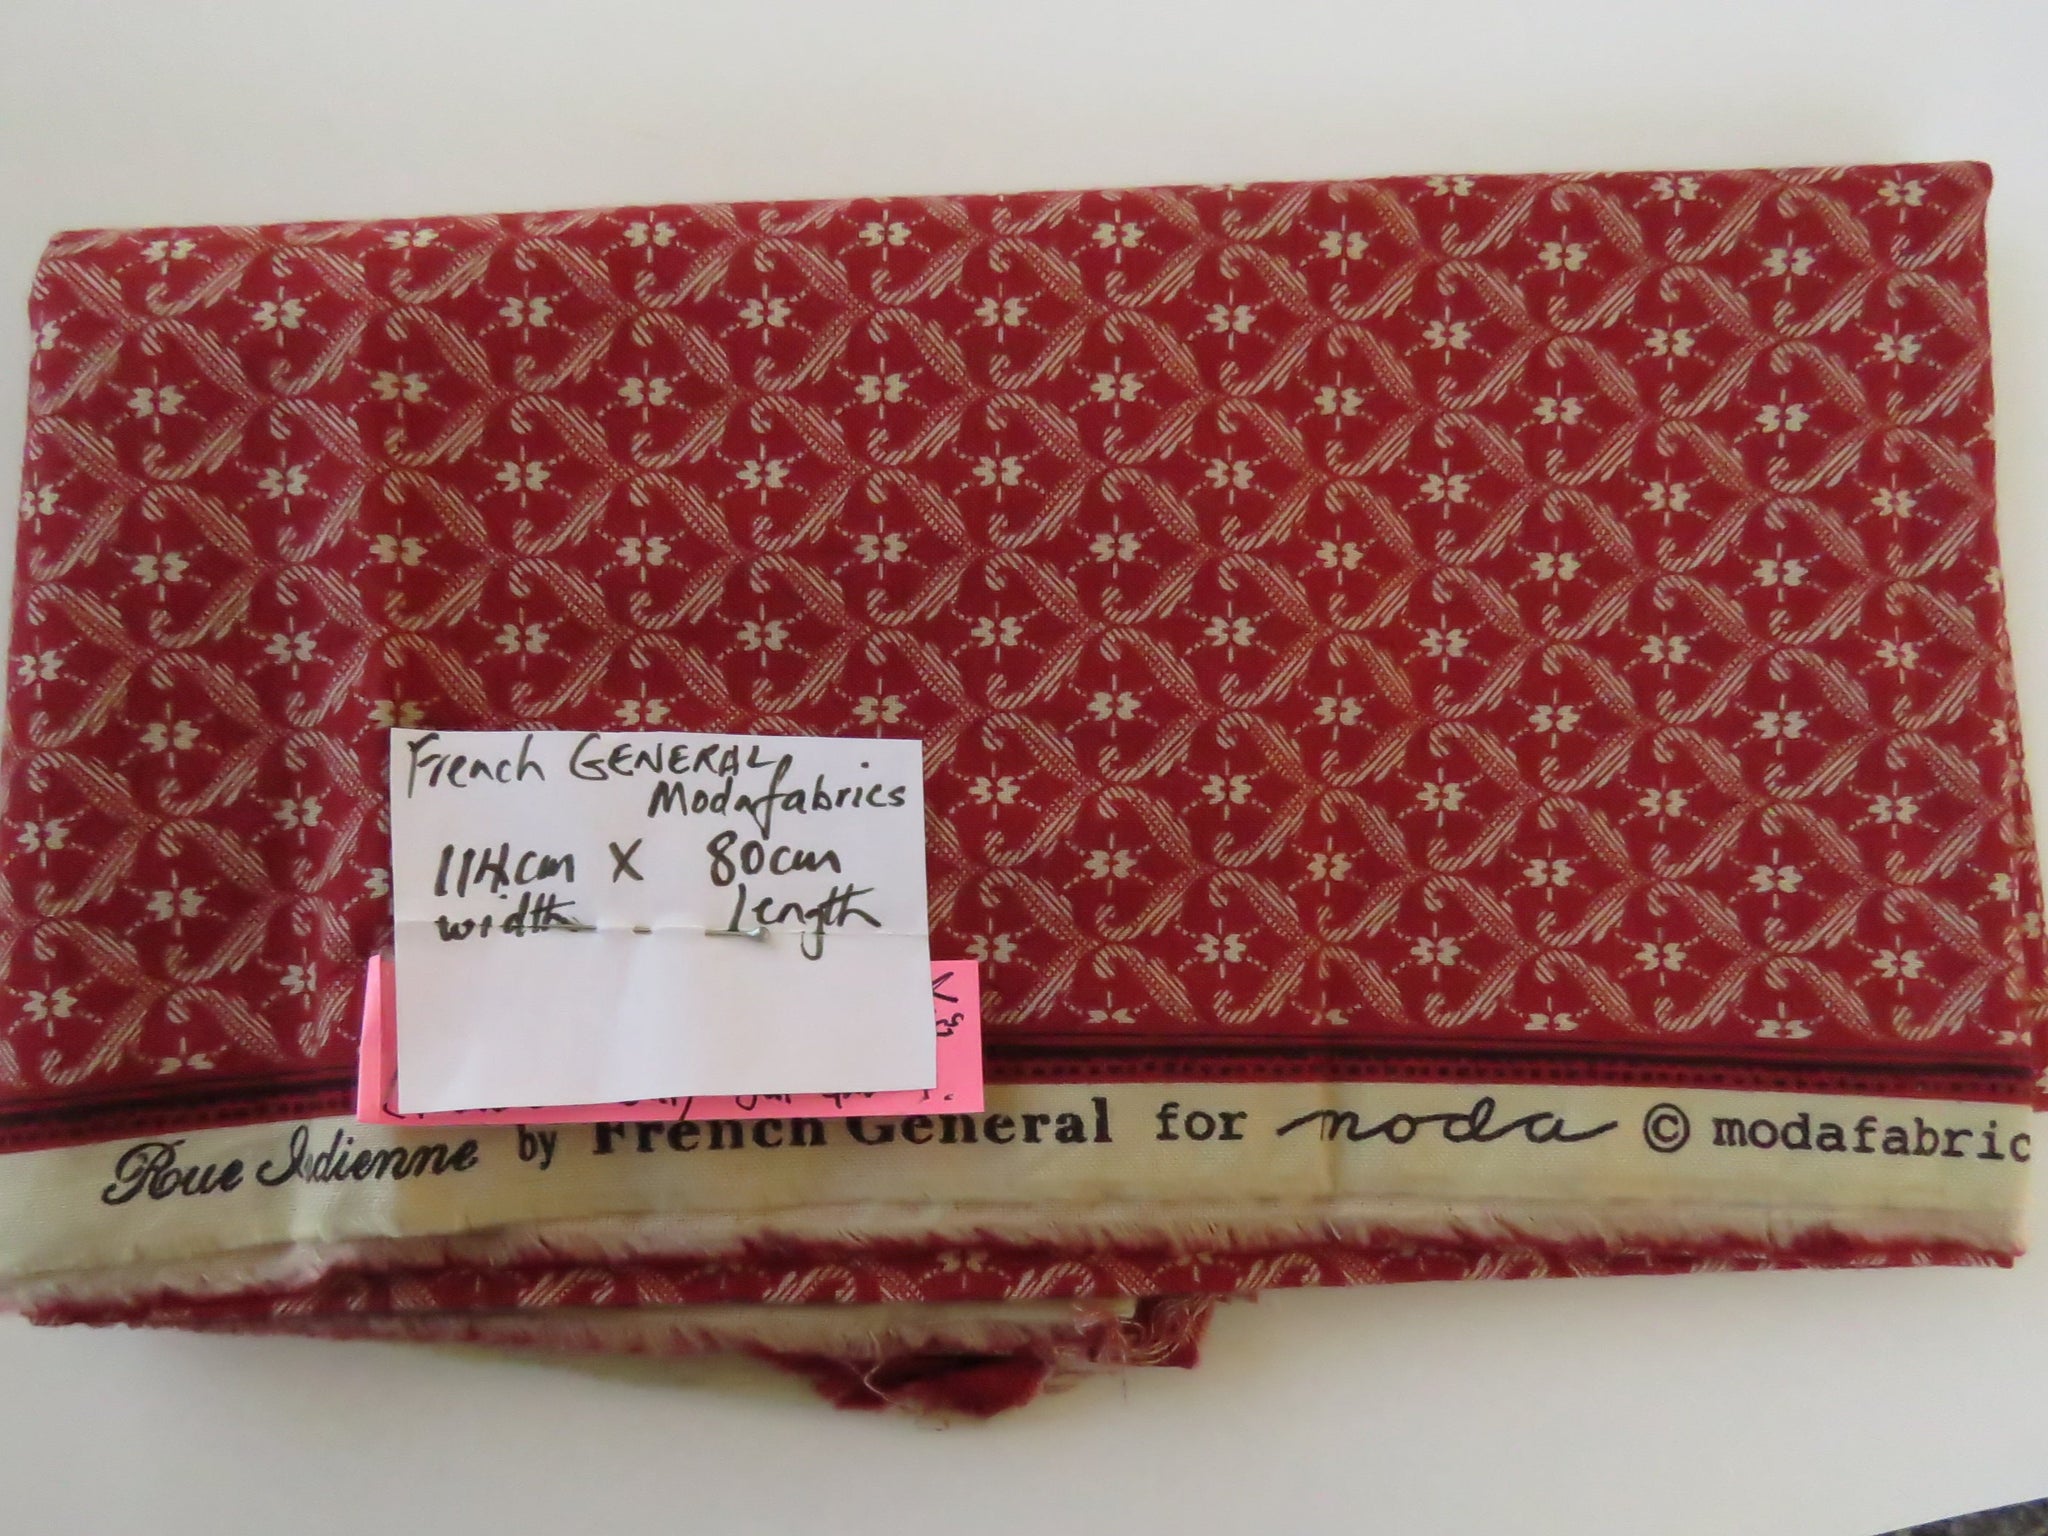 French GENERAL
Modafabrics
114cm X 80cm
width length
Rue Indienne by French General for moda © modafabric